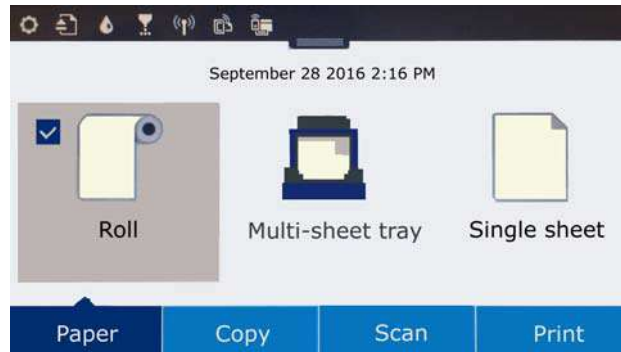 September 28 2016 2:16 PM
Roll
Multi-sheet tray
Single sheet
Paper
Copy
Scan
Print